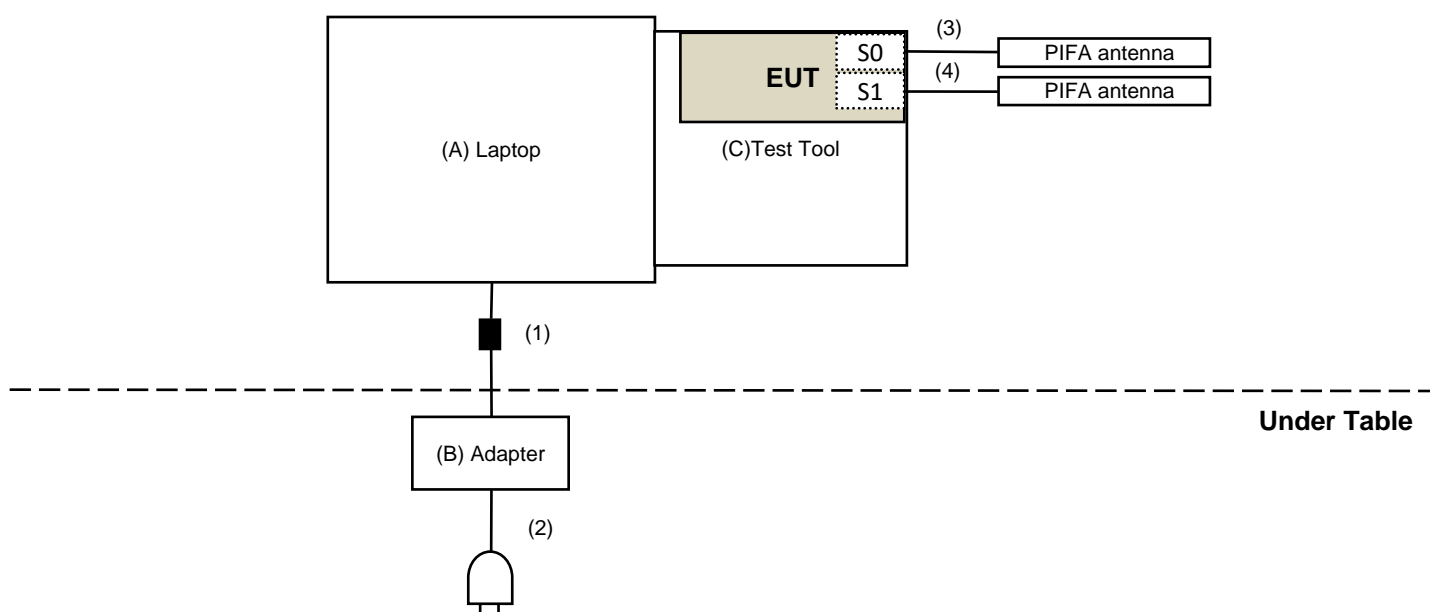 (3)
S0
PIFA antenna
EUT
(4)
S1
PIFA antenna
(A) Laptop
(C)Test Tool
(1)
Under Table
(B) Adapter
(2)